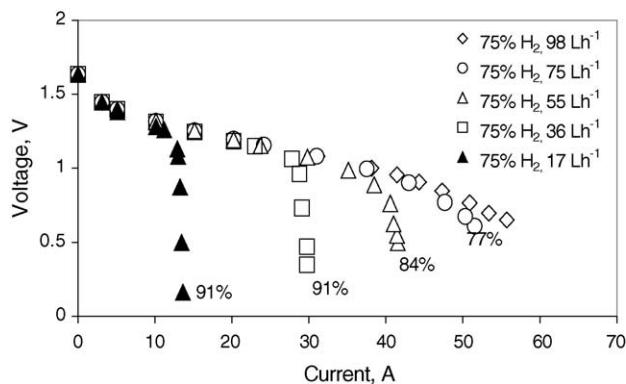 2
1.5
1
0.5
0
Voltage, V
0
10
20
30
40
50
60
70
Current, A
75% H2, 98 Lh-1
75% H2, 75 Lh-1
75% H2, 55 Lh-1
75% H2, 36 Lh-1
75% H2, 17 Lh-1
91%
91%
84%
77%